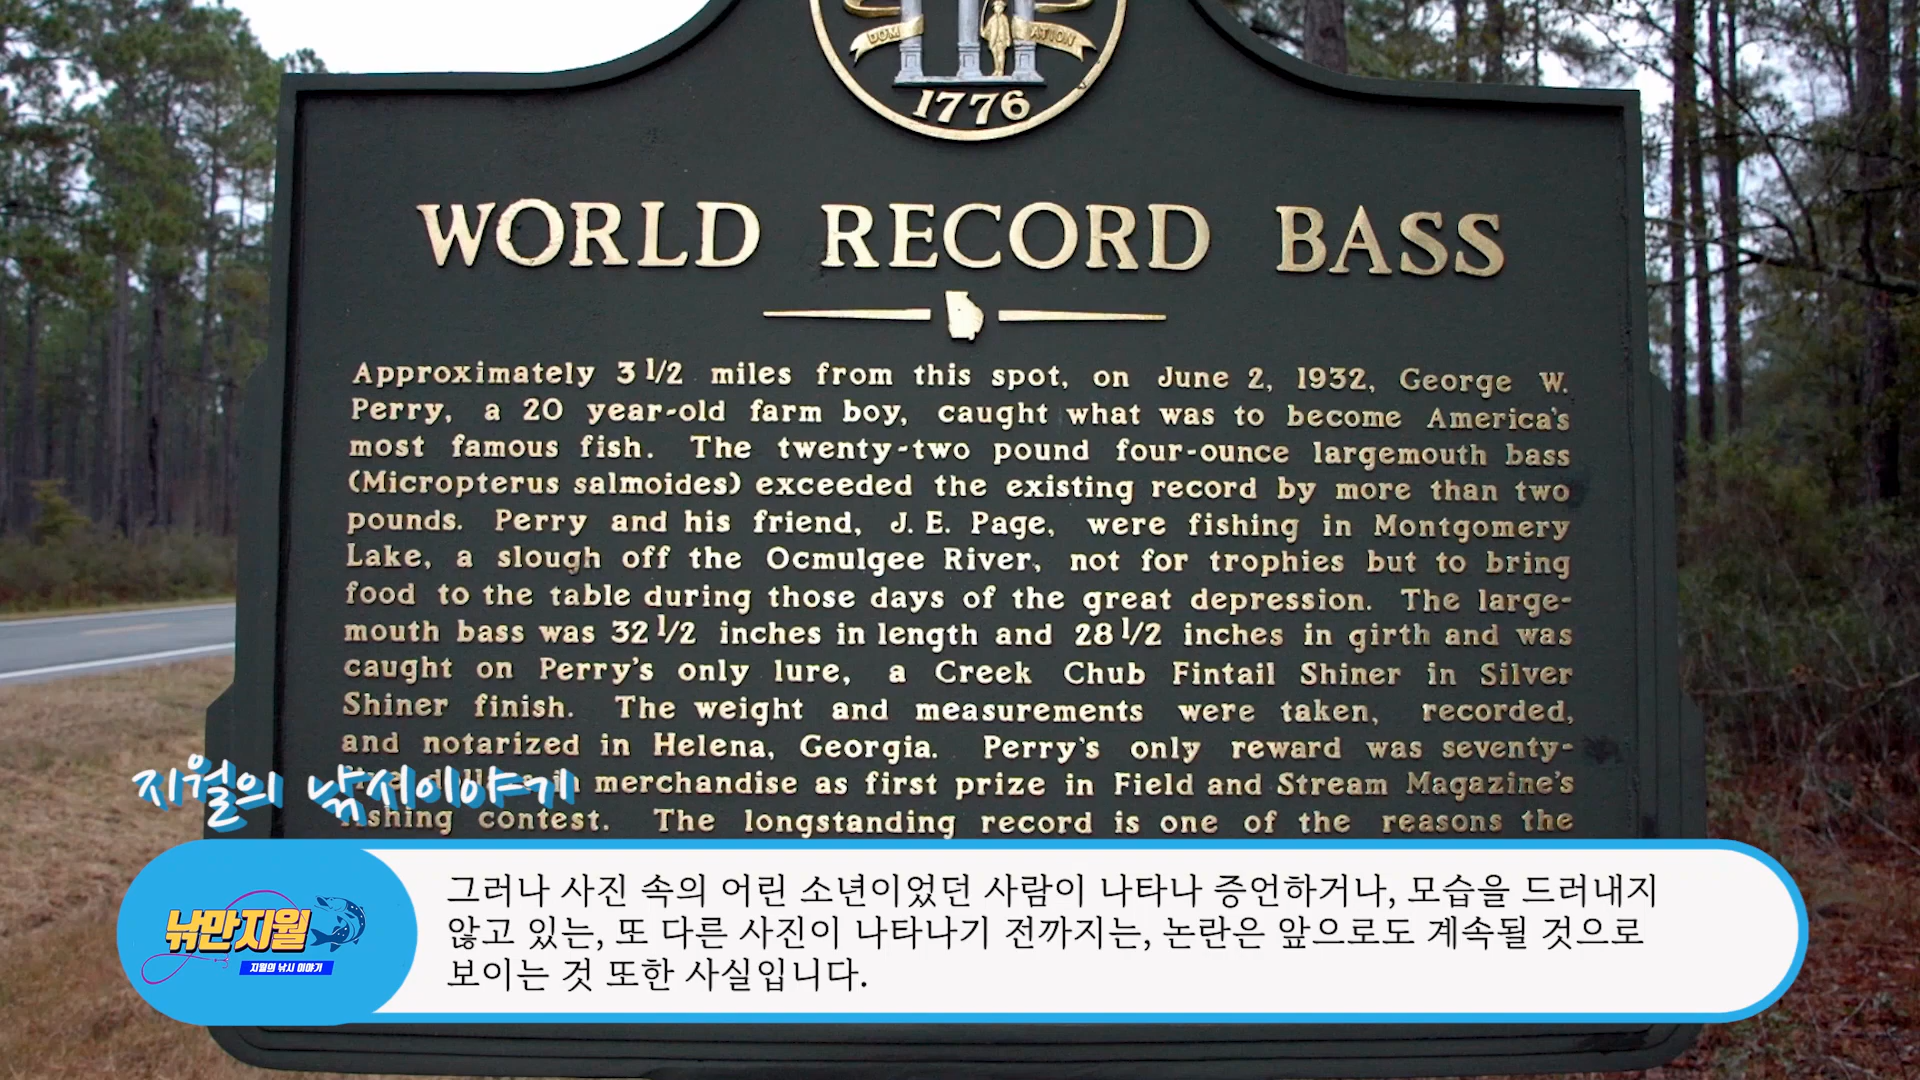 DOM ATION
1776
WORLD RECORD BASS
Approximately 3 1/2 miles from this spot, on June 2, 1932, George W.
Perry, a 20 year-old farm boy, caught what was to become America's
most famous fish. The twenty-two pound four-ounce largemouth bass
(Micropterus salmoides) exceeded the existing record by more than two
pounds. Perry and his friend, J. E. Page, were fishing in Montgomery
Lake, a slough off the Ocmulgee River, not for trophies but to bring
food to the table during those days of the great depression. The large-
mouth bass was 32 1/2 inches in length and 28 1/2 inches in girth and was
caught on Perry's only lure, a Creek Chub Fintail Shiner in Silver
Shiner finish. The weight and measurements were taken, recorded,
and notarized in Helena, Georgia. Perry's only reward was seventy-
in merchandise as first prize in Field and Stream Magazine's
fishing contest. The longstanding record is one of the reasons the
지월의 낚시이야기
낚만지월
지월의 낚시 이야기
그러나 사진 속의 어린 소년이었던 사람이 나타나 증언하거나, 모습을 드러내지
않고 있는, 또 다른 사진이 나타나기 전까지는, 논란은 앞으로도 계속될 것으로
보이는 것 또한 사실입니다.